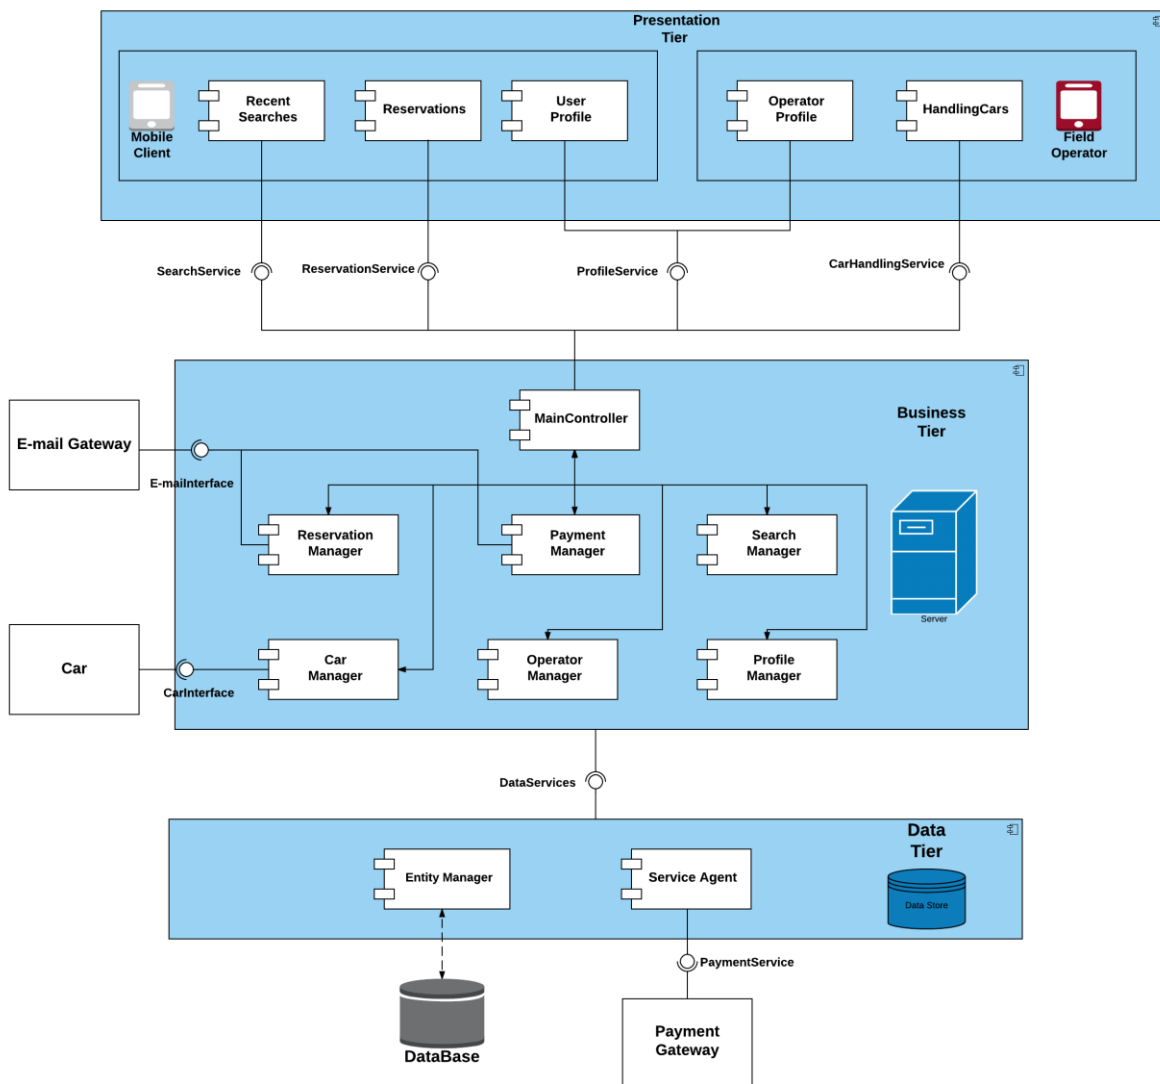 Presentation
Tier
Mobile
Client
Recent
Searches
Reservations
User
Profile
Operator
Profile
HandlingCars
Field
Operator
SearchService
ReservationService
ProfileService
CarHandlingService
MainController
Business
Tier
E-mail Gateway
E-mailInterface
Reservation
Manager
Payment
Manager
Search
Manager
Server
Car
CarInterface
Car
Manager
Operator
Manager
Profile
Manager
DataServices
Data
Tier
Entity Manager
Service Agent
Data Store
PaymentService
DataBase
Payment
Gateway